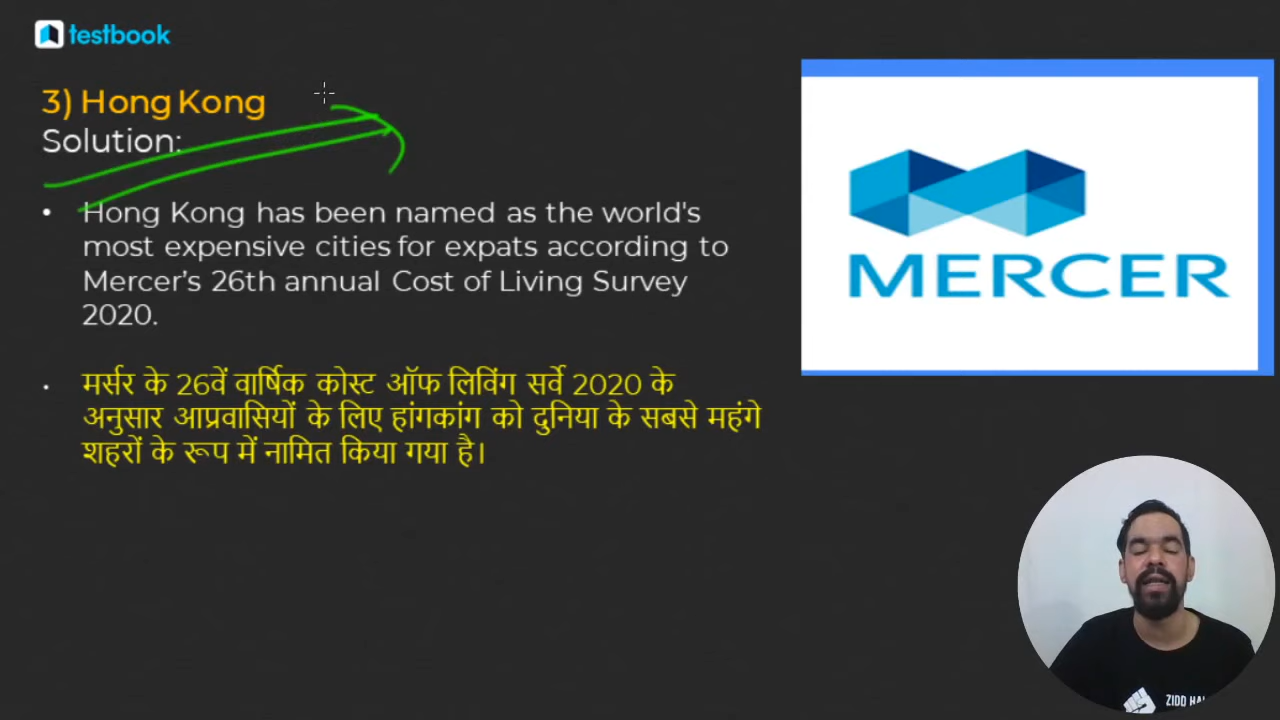 testbook
3) Hong Kong
Solution:
• Hong Kong has been named as the world's
most expensive cities for expats according to
Mercer’s 26th annual Cost of Living Survey
2020.
• मर्सर के 26वें वार्षिक कोस्ट ऑफ लिविंग सर्वे 2020 के
अनुसार आप्रवासियों के लिए हांगकांग को दुनिया के सबसे महंगे
शहरों के रूप में नामित किया गया है।
MERCER
ZIDD HAI